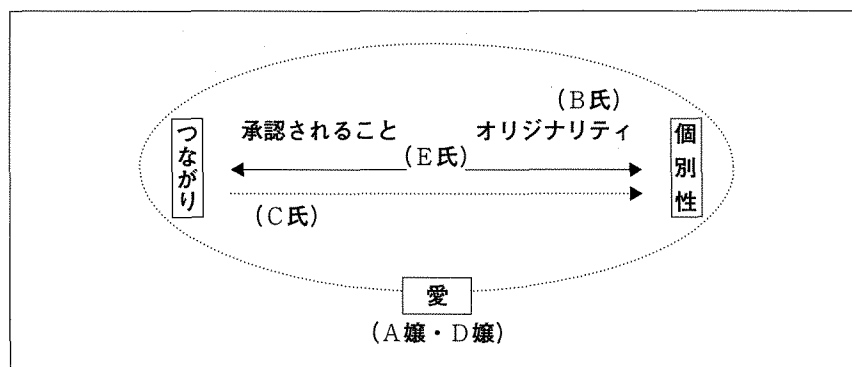 (B氏)
つながり
承認されること
オリジナリティ
個別性
(E氏)
(C氏)
愛
(A嬢・D嬢)